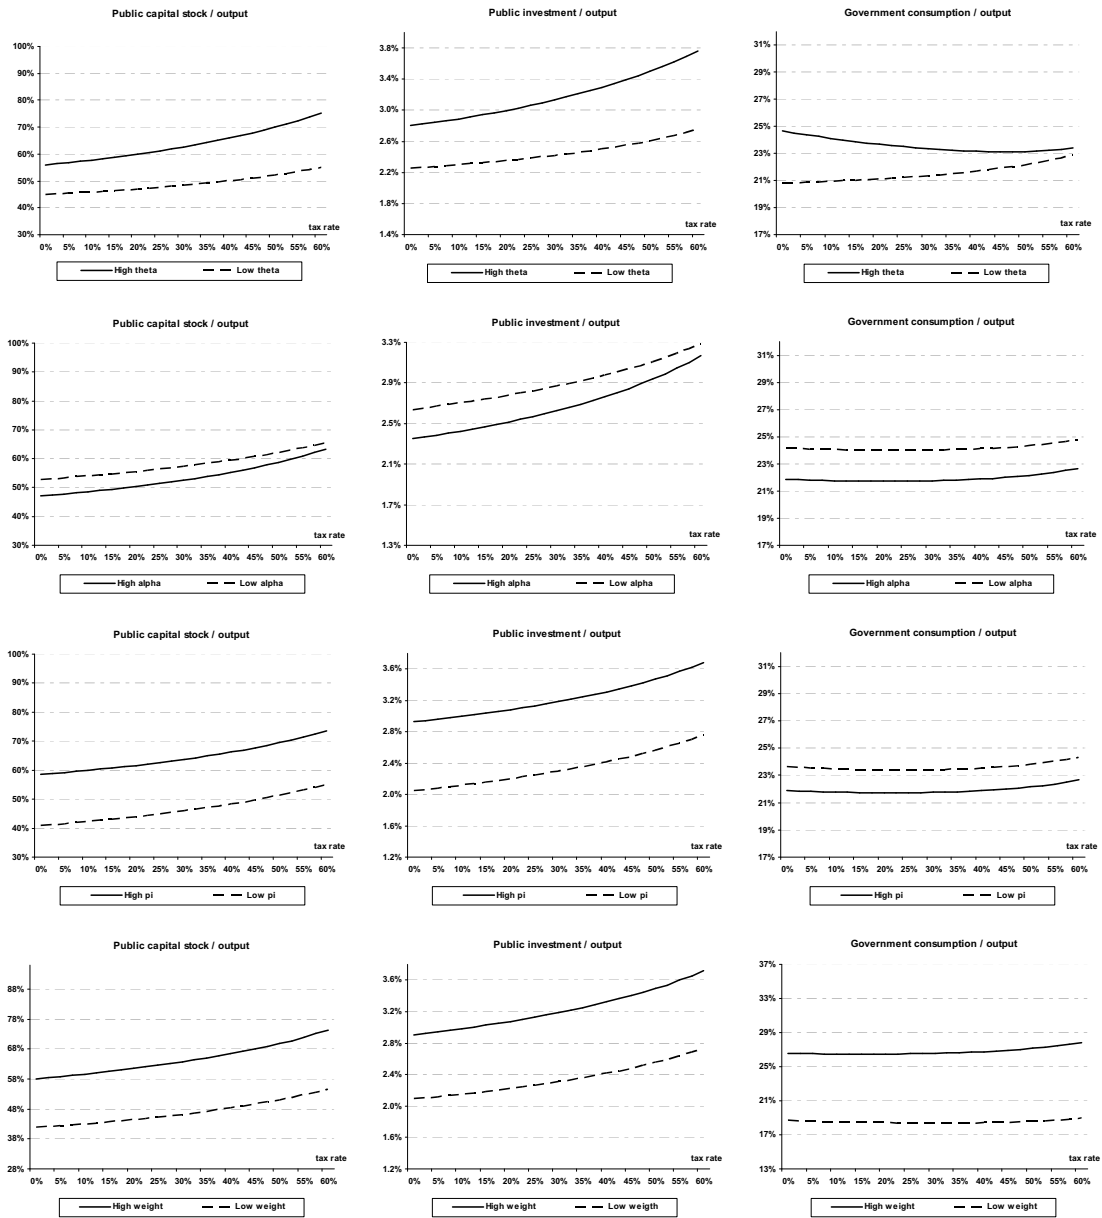 Public capital stock / output
100%
90%
80%
70%
60%
50%
40%
30%
tax rate
0% 5% 10% 15% 20% 25% 30% 35% 40% 45% 50% 55% 60%
High theta Low theta
Public investment / output
3.8%
3.4%
3.0%
2.6%
2.2%
1.8%
1.4%
0% 5% 10% 15% 20% 25% 30% 35% 40% 45% 50% 55% 60%
High theta Low theta
Government consumption / output
31%
29%
27%
25%
23%
21%
19%
17%
tax rate
0% 5% 10% 15% 20% 25% 30% 35% 40% 45% 50% 55% 60%
High theta Low theta
Public capital stock / output
100%
90%
80%
70%
60%
50%
40%
30%
tax rate
0% 5% 10% 15% 20% 25% 30% 35% 40% 45% 50% 55% 60%
High alpha Low alpha
Public investment / output
3.3%
2.9%
2.5%
2.1%
1.7%
1.3%
0% 5% 10% 15% 20% 25% 30% 35% 40% 45% 50% 55% 60%
High alpha Low alpha
Government consumption / output
31%
29%
27%
25%
23%
21%
19%
17%
tax rate
0% 5% 10% 15% 20% 25% 30% 35% 40% 45% 50% 55% 60%
High alpha Low alpha
Public capital stock / output
100%
90%
80%
70%
60%
50%
40%
30%
tax rate
0% 5% 10% 15% 20% 25% 30% 35% 40% 45% 50% 55% 60%
High pi Low pi
Public investment / output
3.6%
3.2%
2.8%
2.4%
2.0%
1.6%
1.2%
tax rate
0% 5% 10% 15% 20% 25% 30% 35% 40% 45% 50% 55% 60%
High pi Low pi
Government consumption / output
31%
29%
27%
25%
23%
21%
19%
17%
tax rate
0% 5% 10% 15% 20% 25% 30% 35% 40% 45% 50% 55% 60%
High pi Low pi
Public capital stock / output
88%
78%
68%
58%
48%
38%
28%
tax rate
0% 5% 10% 15% 20% 25% 30% 35% 40% 45% 50% 55% 60%
High weight Low weight
Public investment / output
3.6%
3.2%
2.8%
2.4%
2.0%
1.6%
1.2%
tax rate
0% 5% 10% 15% 20% 25% 30% 35% 40% 45% 50% 55% 60%
High weight Low weigth
Government consumption / output
37%
33%
29%
25%
21%
17%
13%
tax rate
0% 5% 10% 15% 20% 25% 30% 35% 40% 45% 50% 55% 60%
High weight Low weight